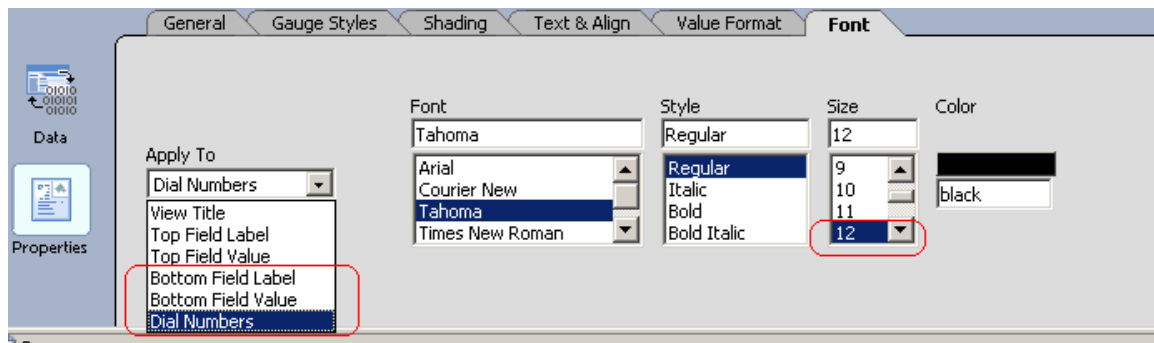 General Gauge Styles Shading Text & Align Value Format Font
Data
Properties
Apply To
Dial Numbers
View Title
Top Field Label
Top Field Value
Bottom Field Label
Bottom Field Value
Dial Numbers
Font
Tahoma
Arial
Courier New
Tahoma
Times New Roman
Style
Regular
Regular
Italic
Bold
Bold Italic
Size
12
9
10
11
12
Color
black